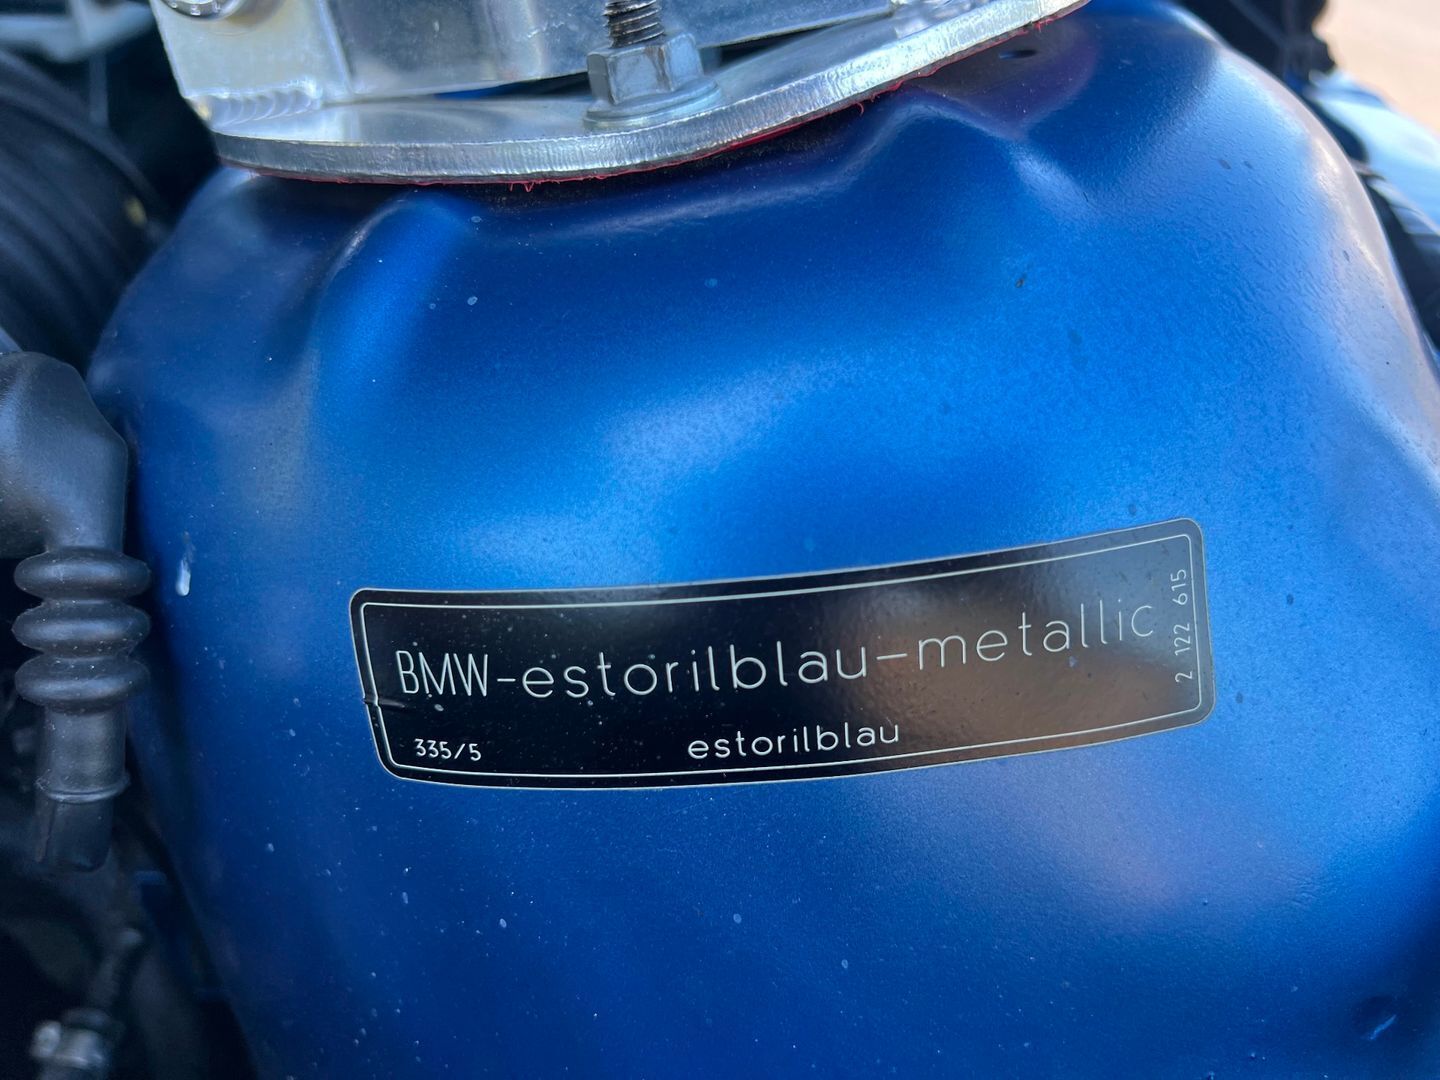 BMW-estorilblau-metallic
335/5
estorilblau
2 122 615